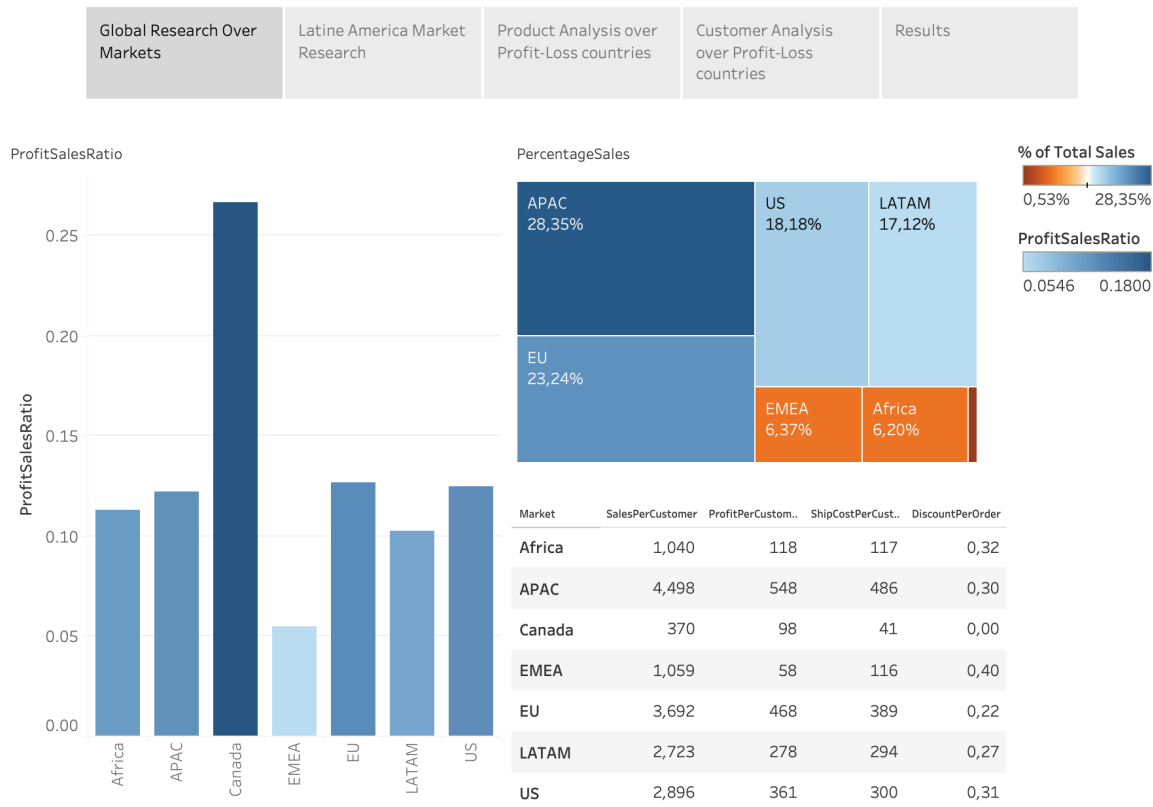 Global Research Over
Markets
Latine America Market
Research
Product Analysis over
Profit-Loss countries
Customer Analysis
over Profit-Loss
countries
Results
ProfitSalesRatio
ProfitSalesRatio
0.25
0.20
0.15
0.10
0.05
0.00
Africa
APAC
Canada
EMEA
EU
LATAM
US
PercentageSales
APAC
28,35%
US
18,18%
LATAM
17,12%
EU
23,24%
EMEA
6,37%
Africa
6,20%
% of Total Sales
0,53% 28,35%
ProfitSalesRatio
0.0546 0.1800
Market SalesPerCustomer ProfitPerCustom.. ShipCostPerCust.. DiscountPerOrder
Africa 1,040 118 117 0,32
APAC 4,498 548 486 0,30
Canada 370 98 41 0,00
EMEA 1,059 58 116 0,40
EU 3,692 468 389 0,22
LATAM 2,723 278 294 0,27
US 2,896 361 300 0,31